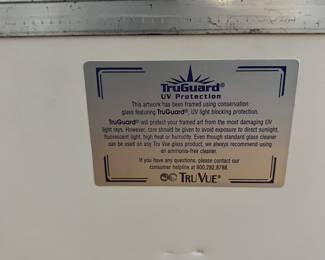 TruGuard®
UV Protection
This artwork has been framed using conservation
glass featuring TruGuard®, UV light blocking protection.
TruGuard® will protect your framed art from the most damaging UV
light rays. However, care should be given to avoid exposure to direct sunlight,
fluorescent light, high heat or humidity. Even though standard glass cleaner
can be used on any Tru Vue glass product, we always recommend using
an ammonia-free cleaner.
If you have any questions, please contact our
consumer helpline at 800.282.8788.
TRU VUE®